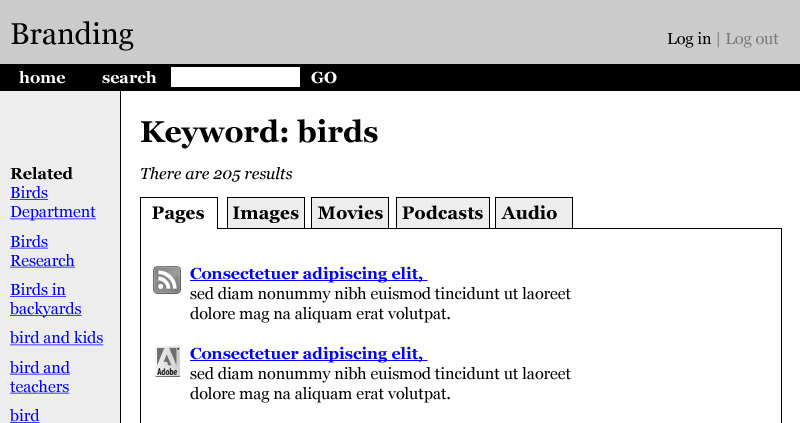 Branding
Log in | Log out
home search GO
Keyword: birds
There are 205 results
Related
Birds
Department
Birds
Research
Birds in
backyards
bird and kids
bird and
teachers
bird
Pages Images Movies Podcasts Audio
Consectetuer adipiscing elit,
sed diam nonummy nibh euismod tincidunt ut laoreet
dolore mag na aliquam erat volutpat.
Adobe
Consectetuer adipiscing elit,
sed diam nonummy nibh euismod tincidunt ut laoreet
dolore mag na aliquam erat volutpat.